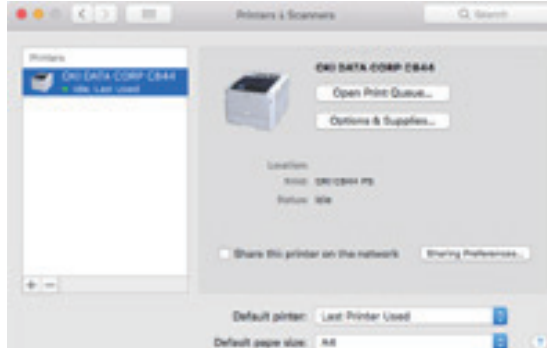 Printers & Scanners
Search
Printers
OKI DATA CORP C844
Idle, Last Used
OKI DATA CORP C844
Open Print Queue...
Options & Supplies...
Location:
Kind: OKI C844 PS
Status: Idle
Share this printer on the network
Sharing Preferences...
+ −
Default printer: Last Printer Used
Default paper size: A4
?